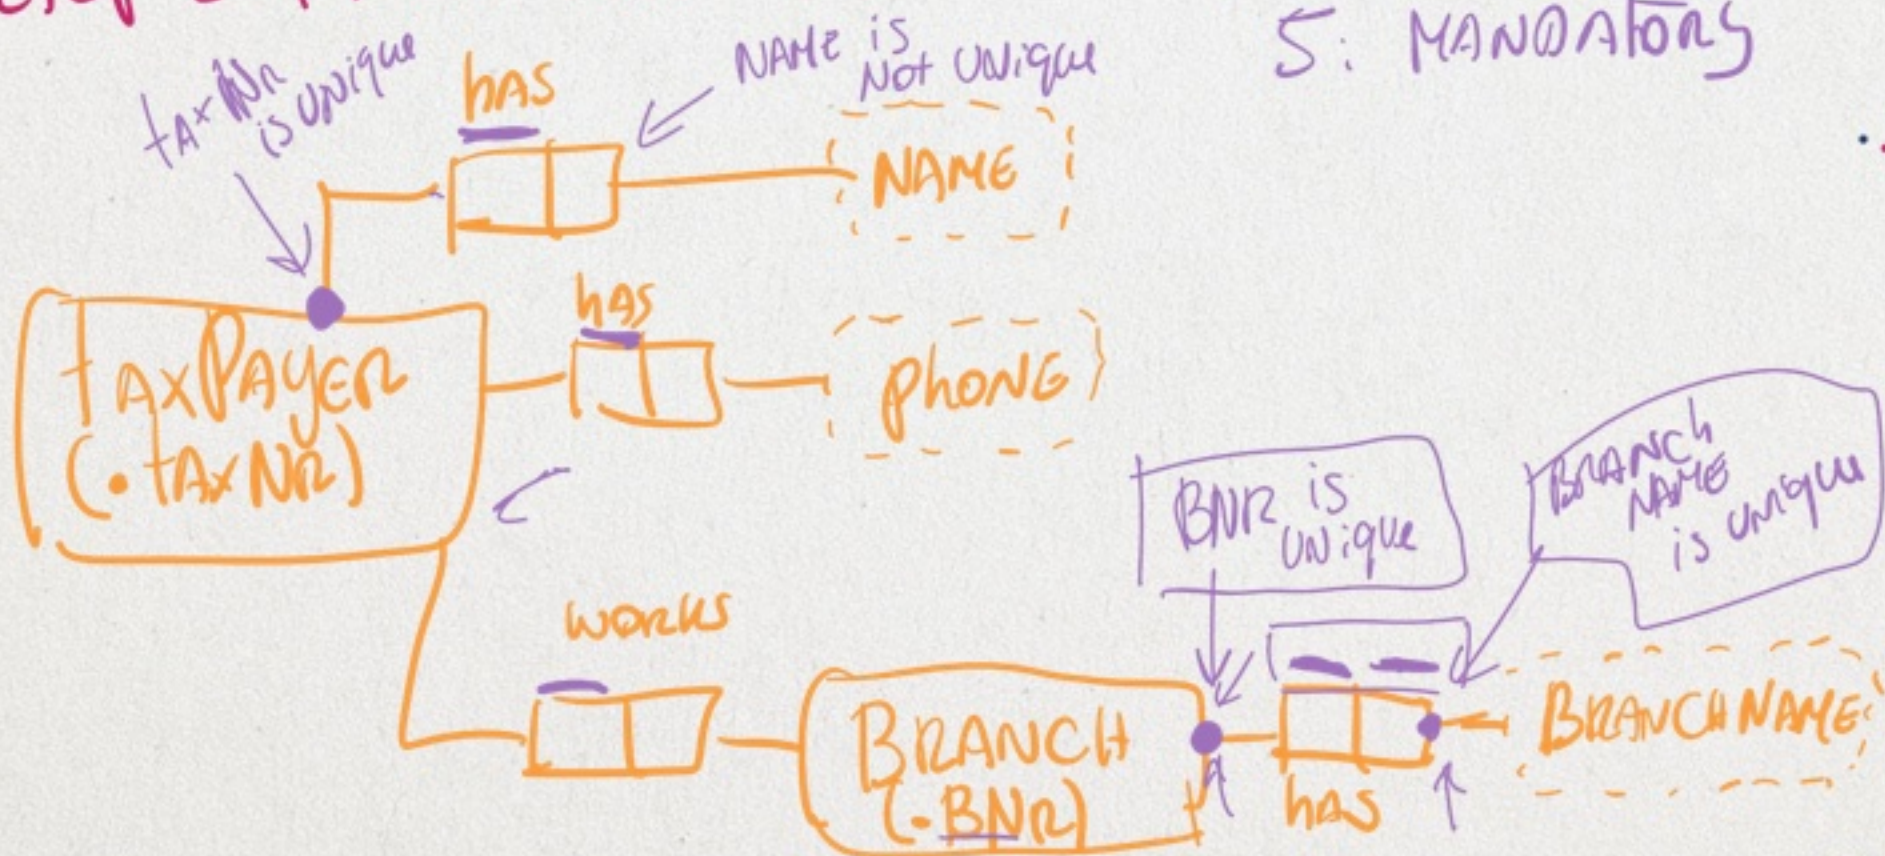 tAxNr
is UNique
hAS
NAME is
Not UNique
5: MANDATORY
NAME
hAS
PhONE
tAxPAyER
(.tAxNR)
BNR is
UNique
BRANCh
NAME
is UNique
works
BRANCH
(.BNR)
hAS
BRANCHNAME